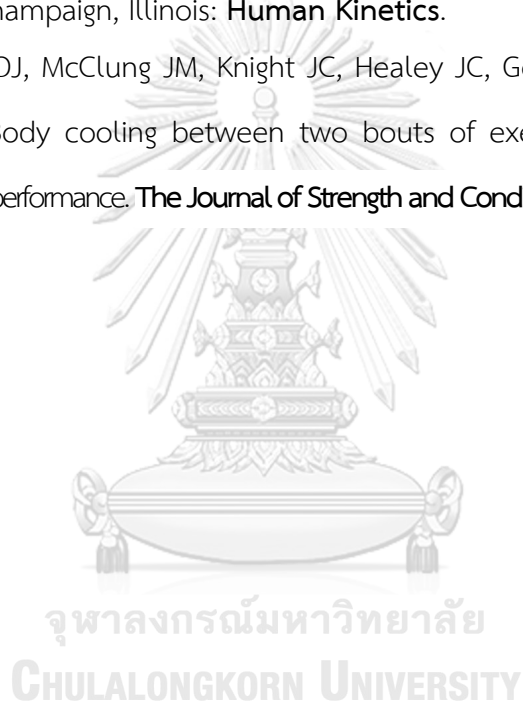 hampaign, Illinois: Human Kinetics.
DJ, McClung JM, Knight JC, Healey JC, G
Body cooling between two bouts of exe
performance. The Journal of Strength and Cond
จุฬาลงกรณ์มหาวิทยาลัย
CHULALONGKORN UNIVERSITY